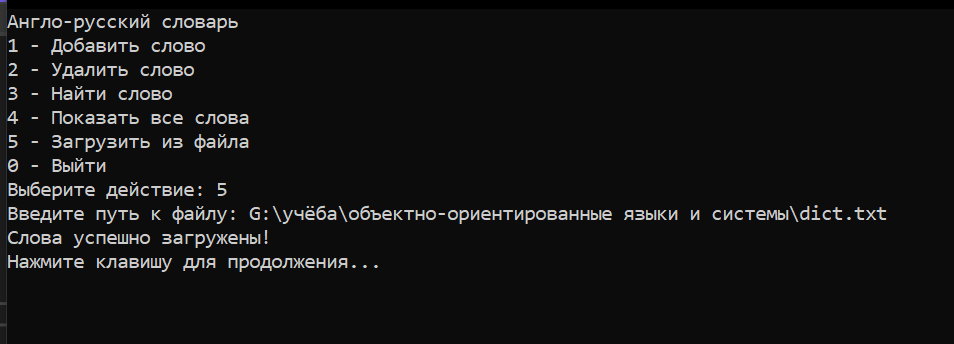 Англо-русский словарь
1 - Добавить слово
2 - Удалить слово
3 - Найти слово
4 - Показать все слова
5 - Загрузить из файла
0 - Выйти
Выберите действие: 5
Введите путь к файлу: G:\учёба\объектно-ориентированные языки и системы\dict.txt
Слова успешно загружены!
Нажмите клавишу для продолжения...